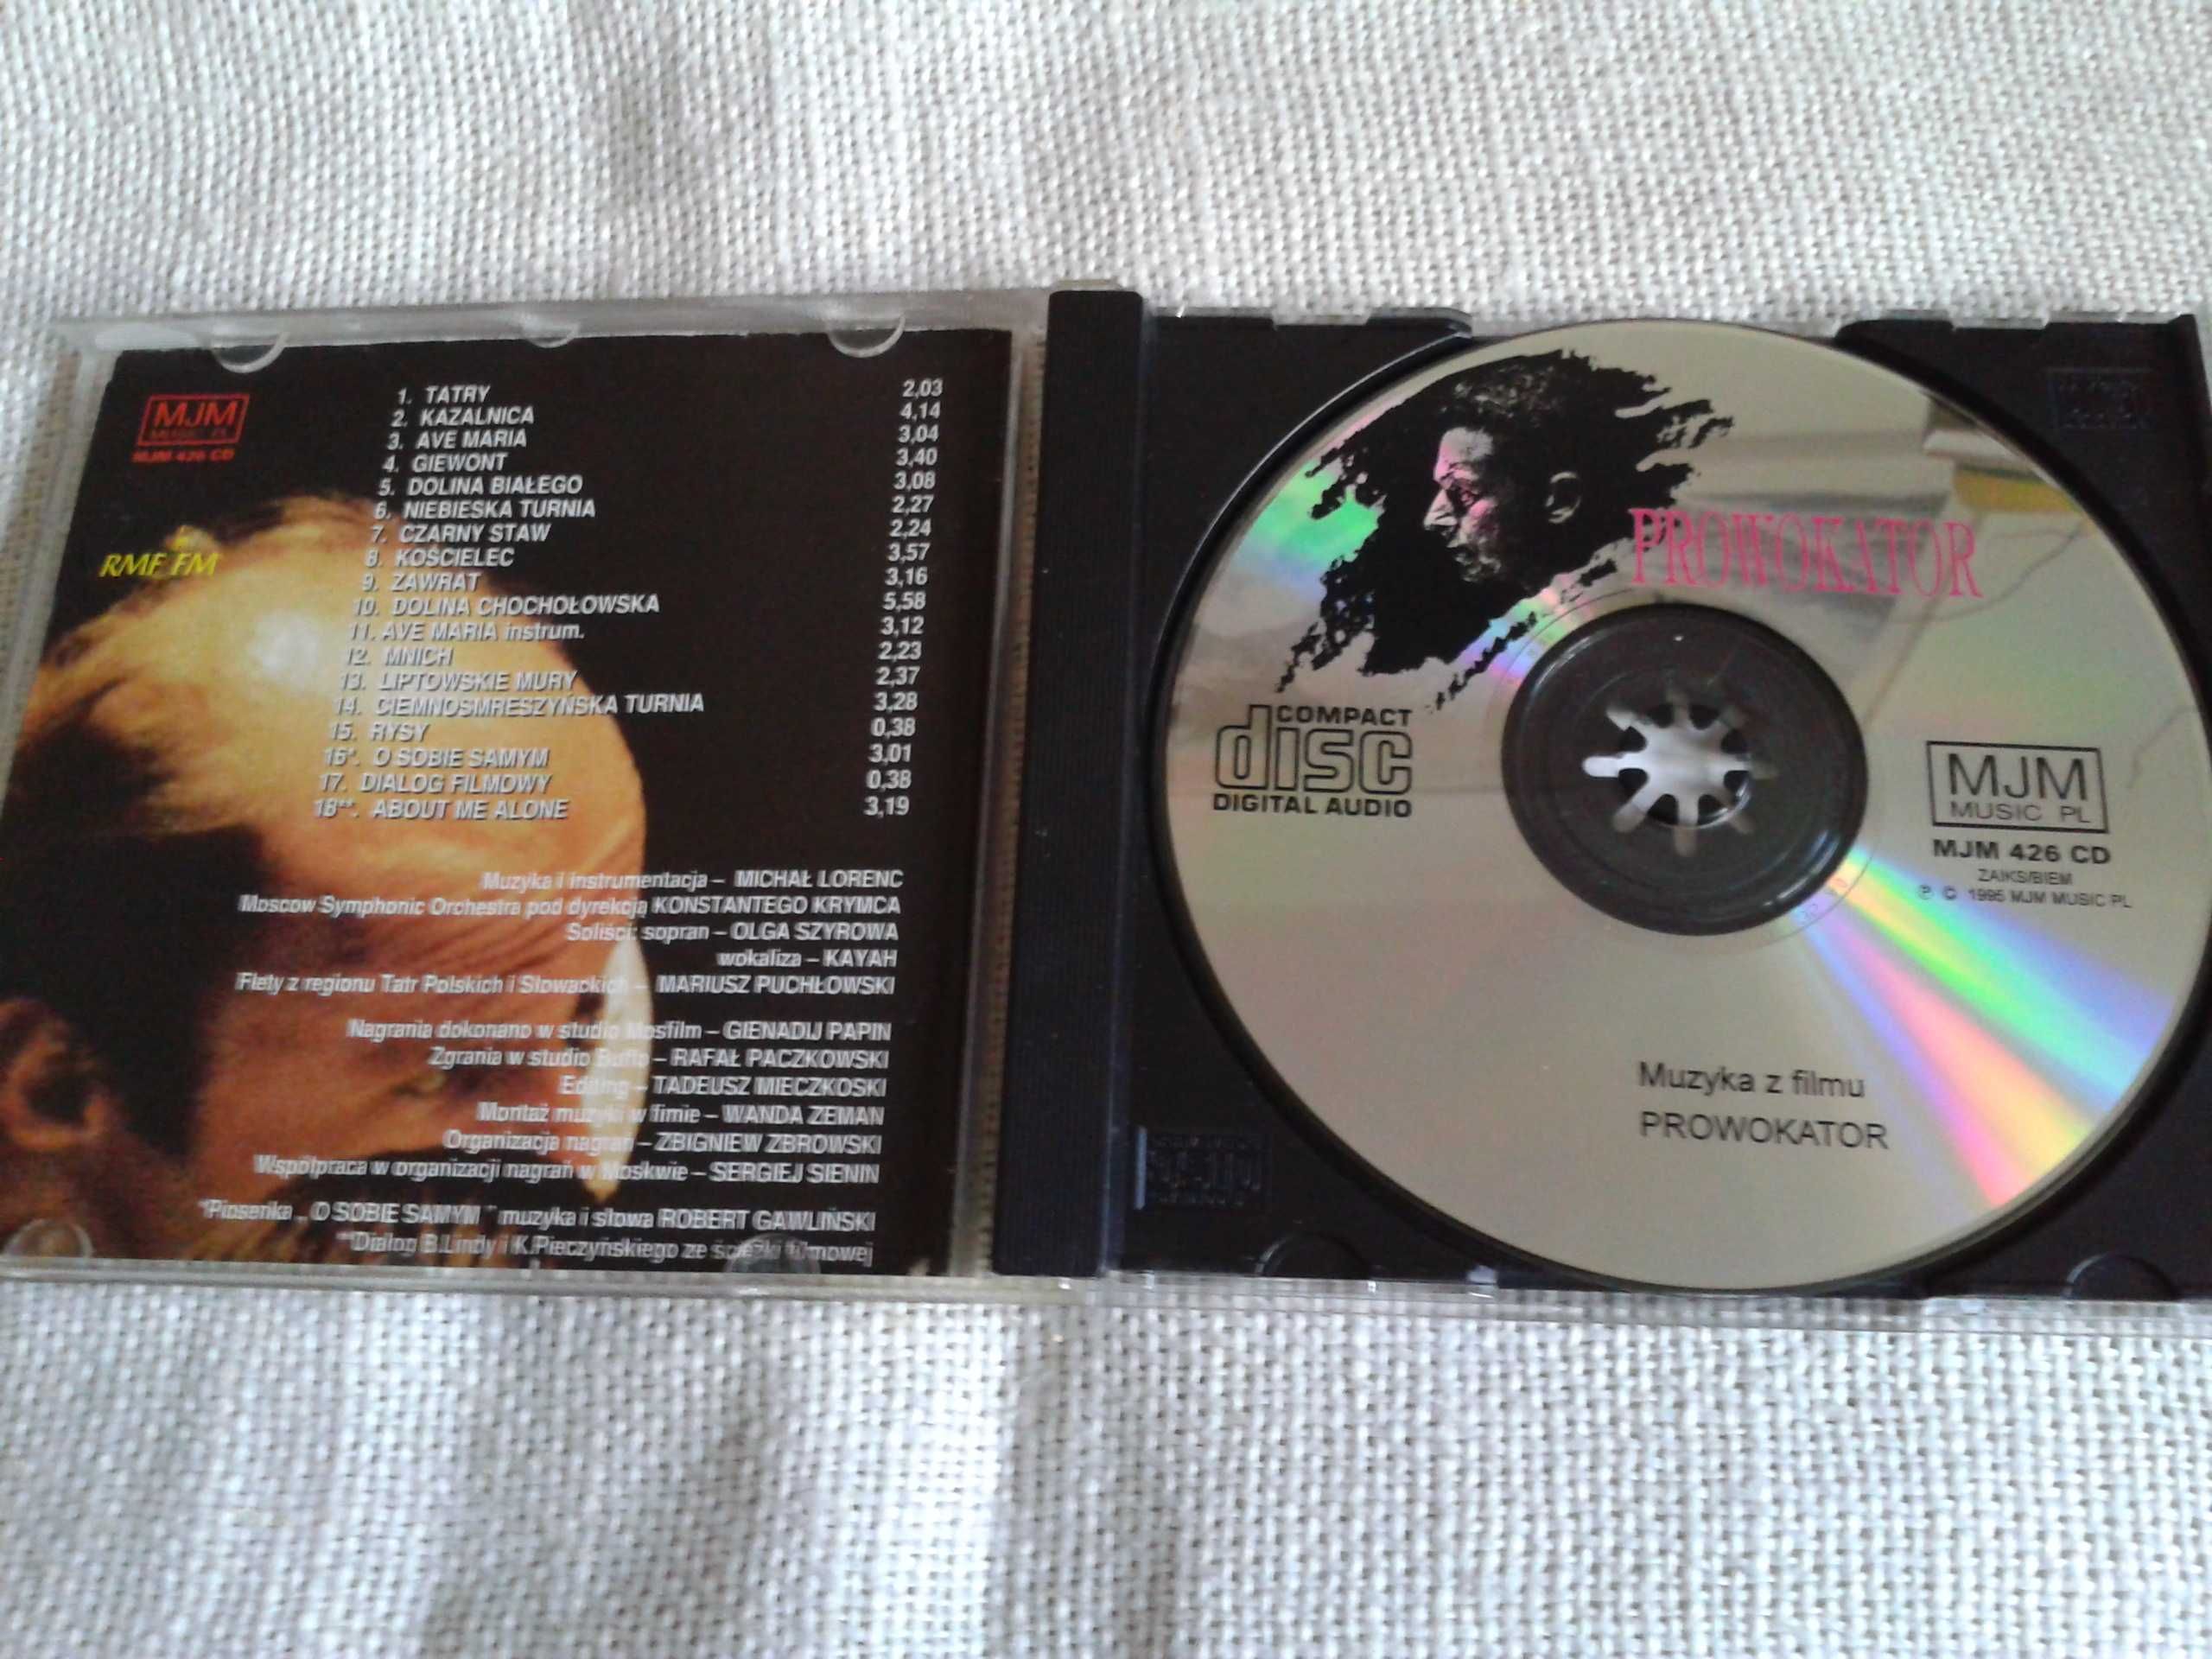 MJM
MUSIC PL
MJM 426 CD
RMF FM
1. TATRY 2,03
2. KAZALNICA 4,14
3. AVE MARIA 3,04
4. GIEWONT 3,40
5. DOLINA BIAŁEGO 3,08
6. NIEBIESKA TURNIA 2,27
7. CZARNY STAW 2,24
8. KOŚCIELEC 3,57
9. ZAWRAT 3,16
10. DOLINA CHOCHOŁOWSKA 5,58
11. AVE MARIA instrum. 3,12
12. MNICH 2,23
13. LIPTOWSKIE MURY 2,37
14. CIEMNOSMRESZYŃSKA TURNIA 3,28
15. RYSY 0,38
16*. O SOBIE SAMYM 3,01
17. DIALOG FILMOWY 0,38
18**. ABOUT ME ALONE 3,19
Muzyka i instrumentacja – MICHAŁ LORENC
Moscow Symphonic Orchestra pod dyrekcją KONSTANTEGO KRYMCA
Soliści: sopran – OLGA SZYROWA
wokaliza – KAYAH
Flety z regionu Tatr Polskich i Słowackich – MARIUSZ PUCHŁOWSKI
Nagrania dokonano w studio Mosfilm – GIENADIJ PAPIN
Zgrania w studio Buffo – RAFAŁ PACZKOWSKI
Editing – TADEUSZ MIECZKOSKI
Montaż muzyki w fimie – WANDA ZEMAN
Organizacja nagrań – ZBIGNIEW ZBROWSKI
Współpraca w organizacji nagrań w Moskwie – SERGIEJ SIENIN
*Piosenka „O SOBIE SAMYM" muzyka i słowa ROBERT GAWLIŃSKI
**Dialog B.Lindy i K.Pieczyńskiego ze ścieżki filmowej
PROWOKATOR
COMPACT
disc
DIGITAL AUDIO
MJM
MUSIC PL
MJM 426 CD
ZAIKS/BIEM
℗ © 1995 MJM MUSIC PL
Muzyka z filmu
PROWOKATOR